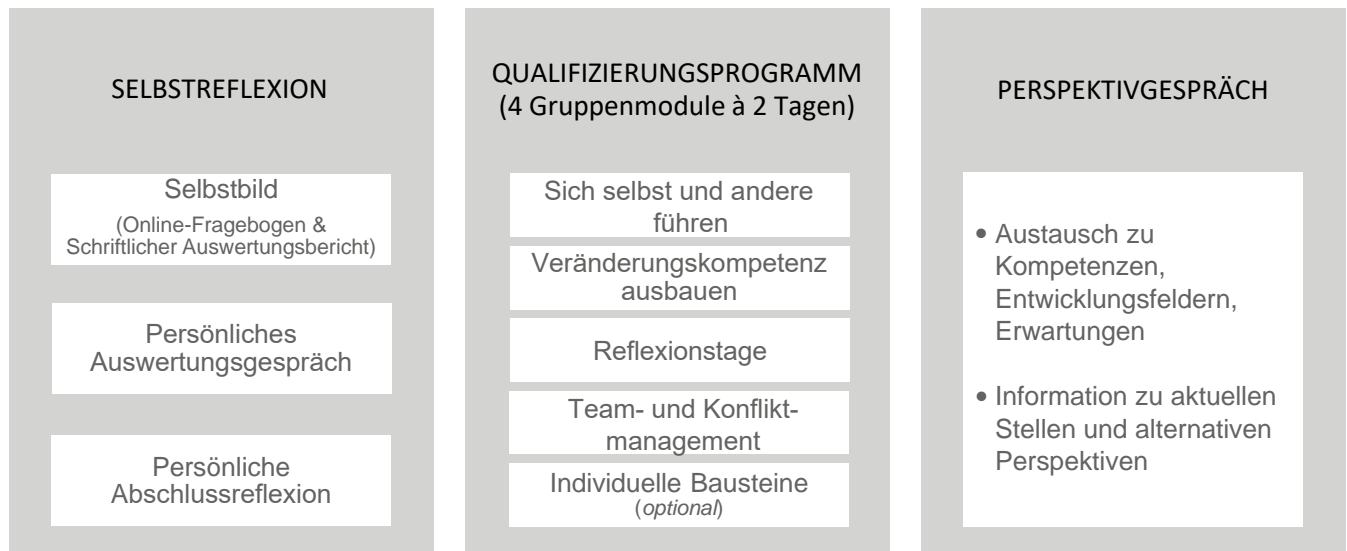 SELBSTREFLEXION
Selbstbild
(Online-Fragebogen &
Schriftlicher Auswertungsbericht)
Persönliches
Auswertungsgespräch
Persönliche
Abschlussreflexion
QUALIFIZIERUNGSPROGRAMM
(4 Gruppenmodule à 2 Tagen)
Sich selbst und andere
führen
Veränderungskompetenz
ausbauen
Reflexionstage
Team- und Konflikt-
management
Individuelle Bausteine
(optional)
PERSPEKTIVGESPRÄCH
• Austausch zu
Kompetenzen,
Entwicklungsfeldern,
Erwartungen
• Information zu aktuellen
Stellen und alternativen
Perspektiven